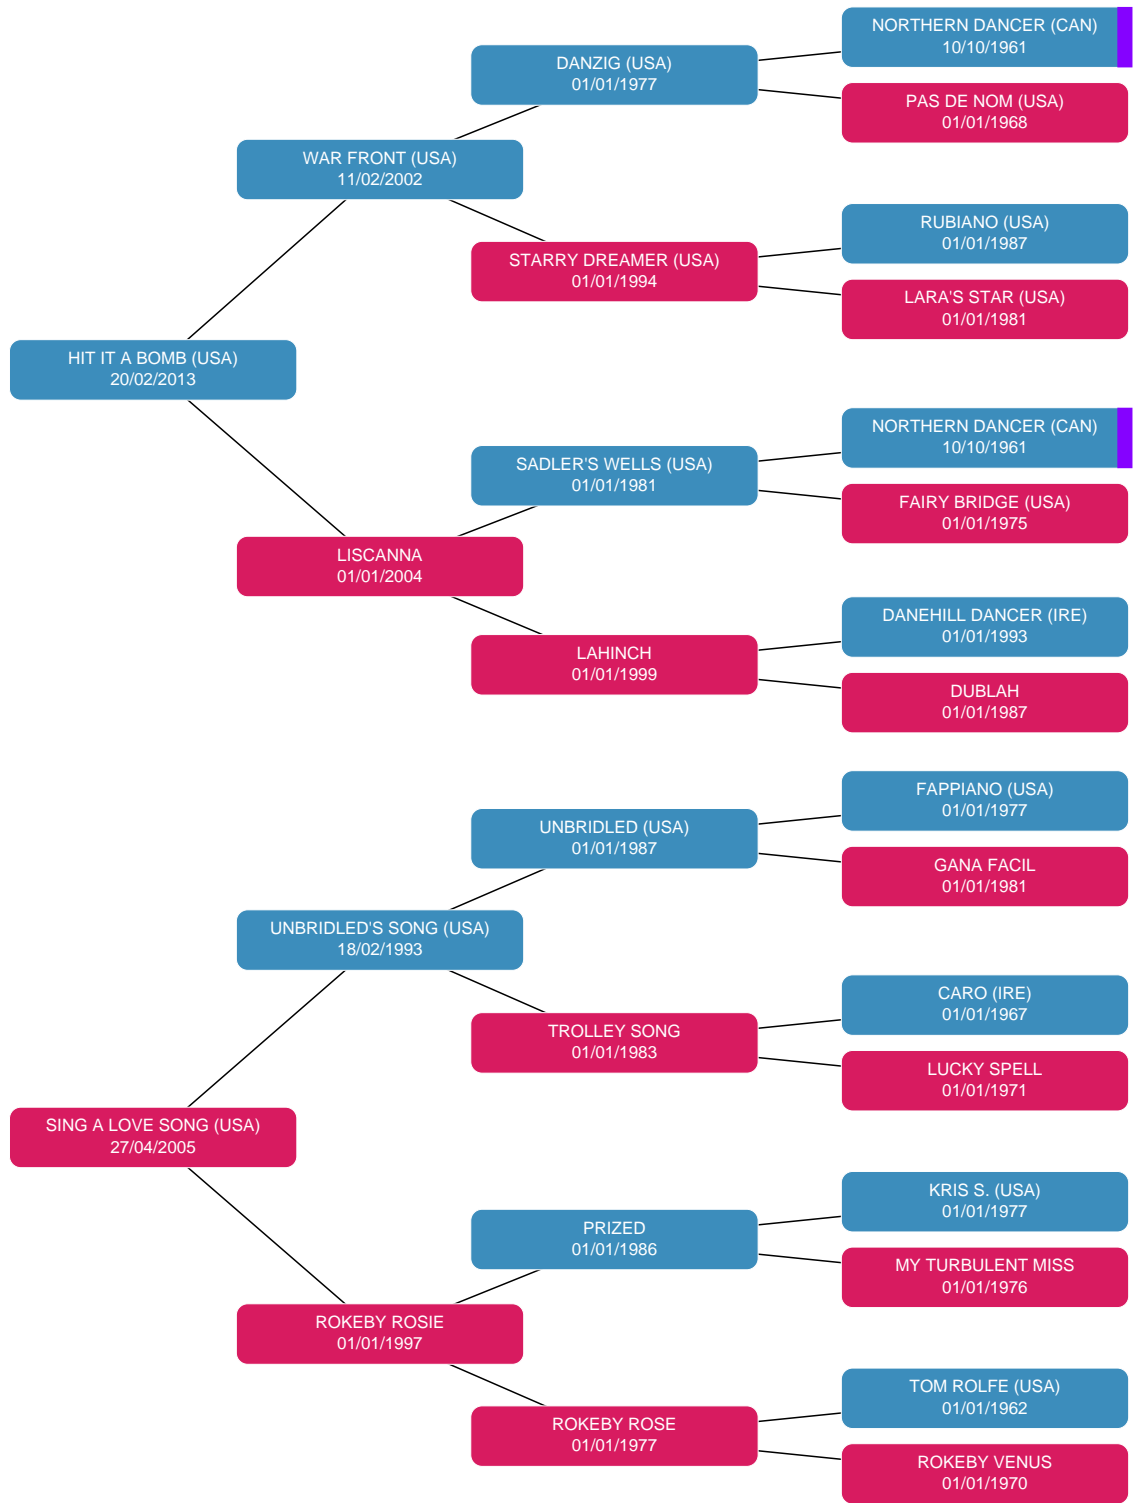 NORTHERN DANCER (CAN)
10/10/1961
DANZIG (USA)
01/01/1977
PAS DE NOM (USA)
01/01/1968
WAR FRONT (USA)
11/02/2002
RUBIANO (USA)
01/01/1987
STARRY DREAMER (USA)
01/01/1994
LARA'S STAR (USA)
01/01/1981
HIT IT A BOMB (USA)
20/02/2013
NORTHERN DANCER (CAN)
10/10/1961
SADLER'S WELLS (USA)
01/01/1981
FAIRY BRIDGE (USA)
01/01/1975
LISCANNA
01/01/2004
DANEHILL DANCER (IRE)
01/01/1993
LAHINCH
01/01/1999
DUBLAH
01/01/1987
FAPPIANO (USA)
01/01/1977
UNBRIDLED (USA)
01/01/1987
GANA FACIL
01/01/1981
UNBRIDLED'S SONG (USA)
18/02/1993
CARO (IRE)
01/01/1967
TROLLEY SONG
01/01/1983
LUCKY SPELL
01/01/1971
SING A LOVE SONG (USA)
27/04/2005
KRIS S. (USA)
01/01/1977
PRIZED
01/01/1986
MY TURBULENT MISS
01/01/1976
ROKEBY ROSIE
01/01/1997
TOM ROLFE (USA)
01/01/1962
ROKEBY ROSE
01/01/1977
ROKEBY VENUS
01/01/1970